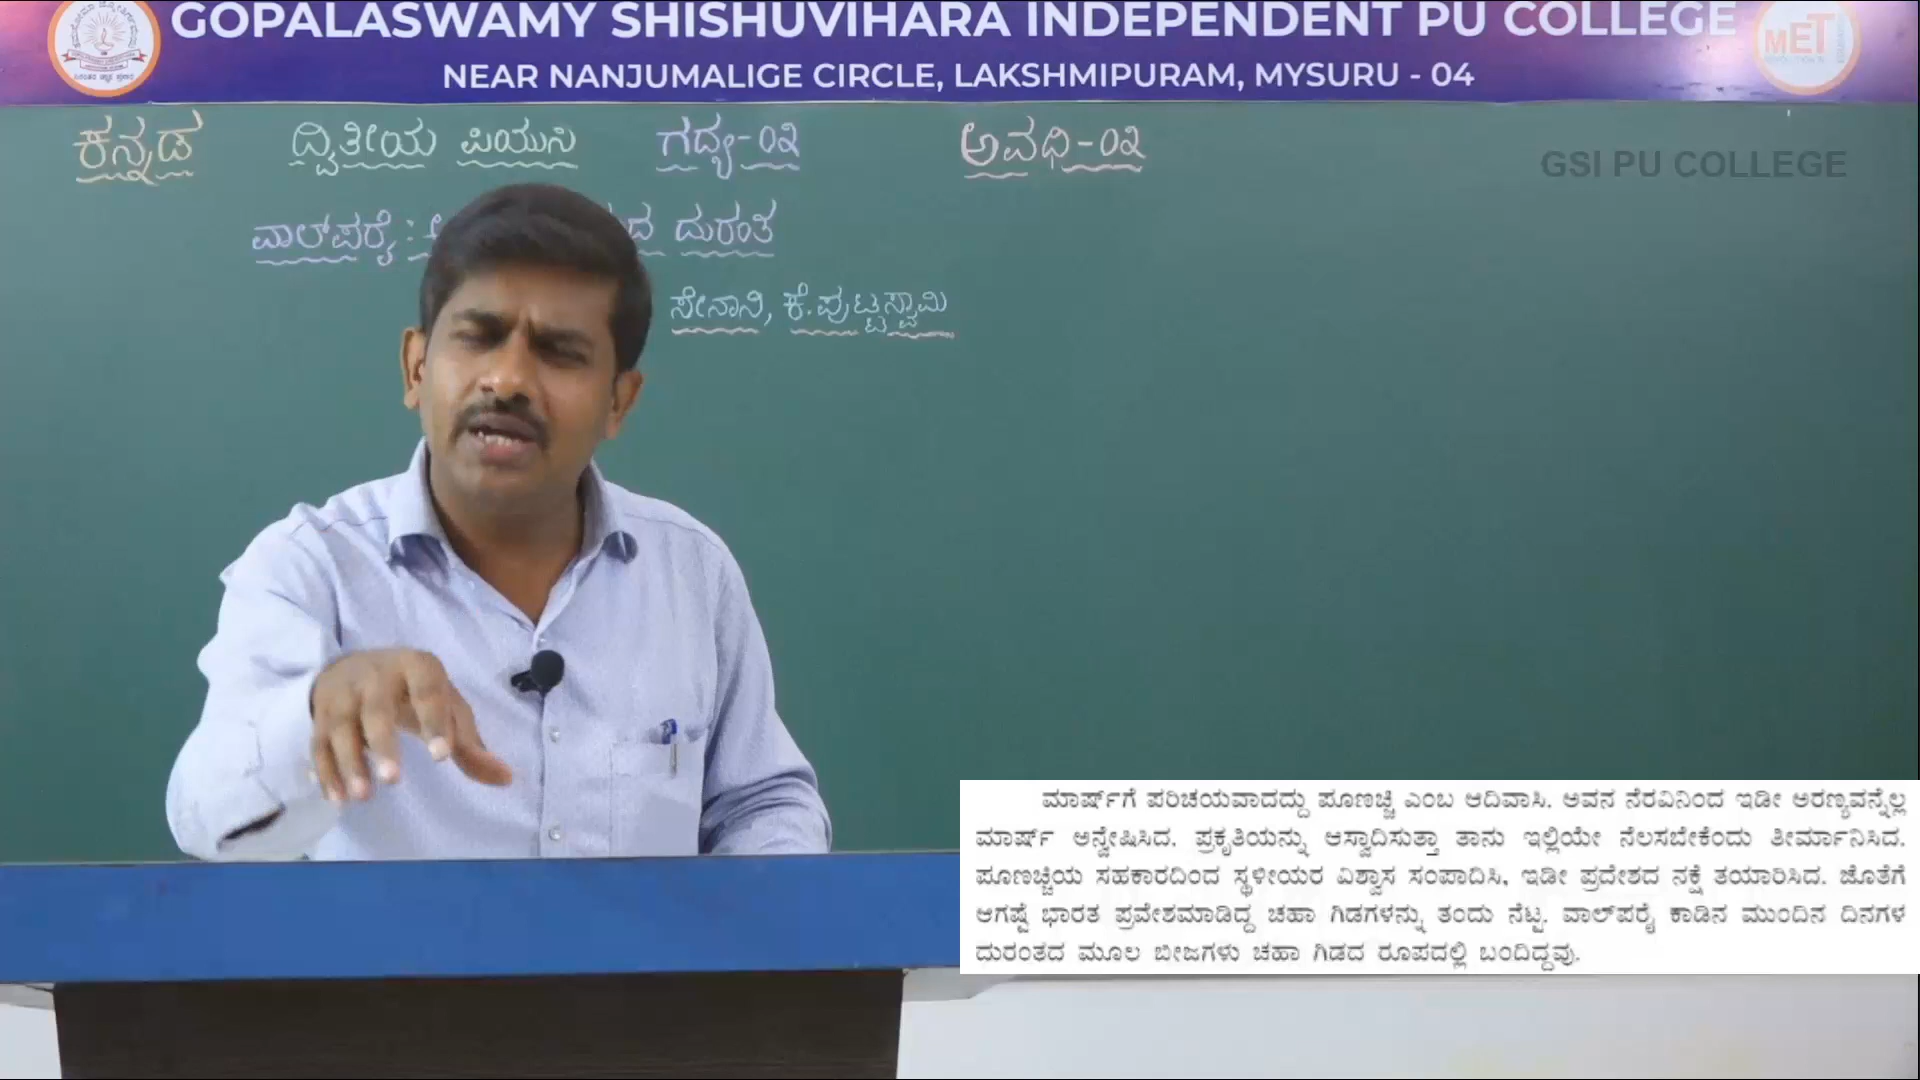 GOPALASWAMY SHISHUVIHARA INDEPENDENT PU COLLEGE
MET
NEAR NANJUMALIGE CIRCLE, LAKSHMIPURAM, MYSURU - 04
ಕನ್ನಡ ದ್ವಿತೀಯ ಪಿಯುಸಿ ಗದ್ಯ-೦೩ ಅವಧಿ-೦೩
GSI PU COLLEGE
ವಾಲ್‌ಪರೈ : ದುರಂತ
ಸೇನಾನಿ, ಕೆ.ಪುಟ್ಟಸ್ವಾಮಿ
ಮಾರ್ಷ್‌ಗೆ ಪರಿಚಯವಾದದ್ದು ಪೂಣಚ್ಚಿ ಎಂಬ ಆದಿವಾಸಿ. ಅವನ ನೆರವಿನಿಂದ ಇಡೀ ಅರಣ್ಯವನ್ನೆಲ್ಲ
ಮಾರ್ಷ್ ಅನ್ವೇಷಿಸಿದ. ಪ್ರಕೃತಿಯನ್ನು ಆಸ್ವಾದಿಸುತ್ತಾ ತಾನು ಇಲ್ಲಿಯೇ ನೆಲಸಬೇಕೆಂದು ತೀರ್ಮಾನಿಸಿದ.
ಪೂಣಚ್ಚಿಯ ಸಹಕಾರದಿಂದ ಸ್ಥಳೀಯರ ವಿಶ್ವಾಸ ಸಂಪಾದಿಸಿ, ಇಡೀ ಪ್ರದೇಶದ ನಕ್ಷೆ ತಯಾರಿಸಿದ. ಜೊತೆಗೆ
ಆಗಷ್ಟೆ ಭಾರತ ಪ್ರವೇಶಮಾಡಿದ್ದ ಚಹಾ ಗಿಡಗಳನ್ನು ತಂದು ನೆಟ್ಟ. ವಾಲ್‌ಪರೈ ಕಾಡಿನ ಮುಂದಿನ ದಿನಗಳ
ದುರಂತದ ಮೂಲ ಬೀಜಗಳು ಚಹಾ ಗಿಡದ ರೂಪದಲ್ಲಿ ಬಂದಿದ್ದವು.